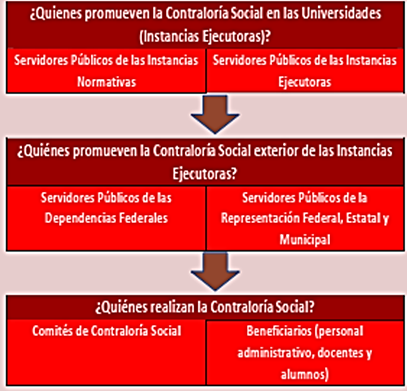 ¿Quienes promueven la Contraloría Social en las Universidades
(Instancias Ejecutoras)?
Servidores Públicos de las Instancias
Normativas
Servidores Públicos de las Instancias
Ejecutoras
¿Quiénes promueven la Contraloría Social exterior de las Instancias
Ejecutoras?
Servidores Públicos de las
Dependencias Federales
Servidores Públicos de la
Representación Federal, Estatal y
Municipal
¿Quiénes realizan la Contraloría Social?
Comités de Contraloría Social
Beneficiarios (personal
administrativo, docentes y
alumnos)